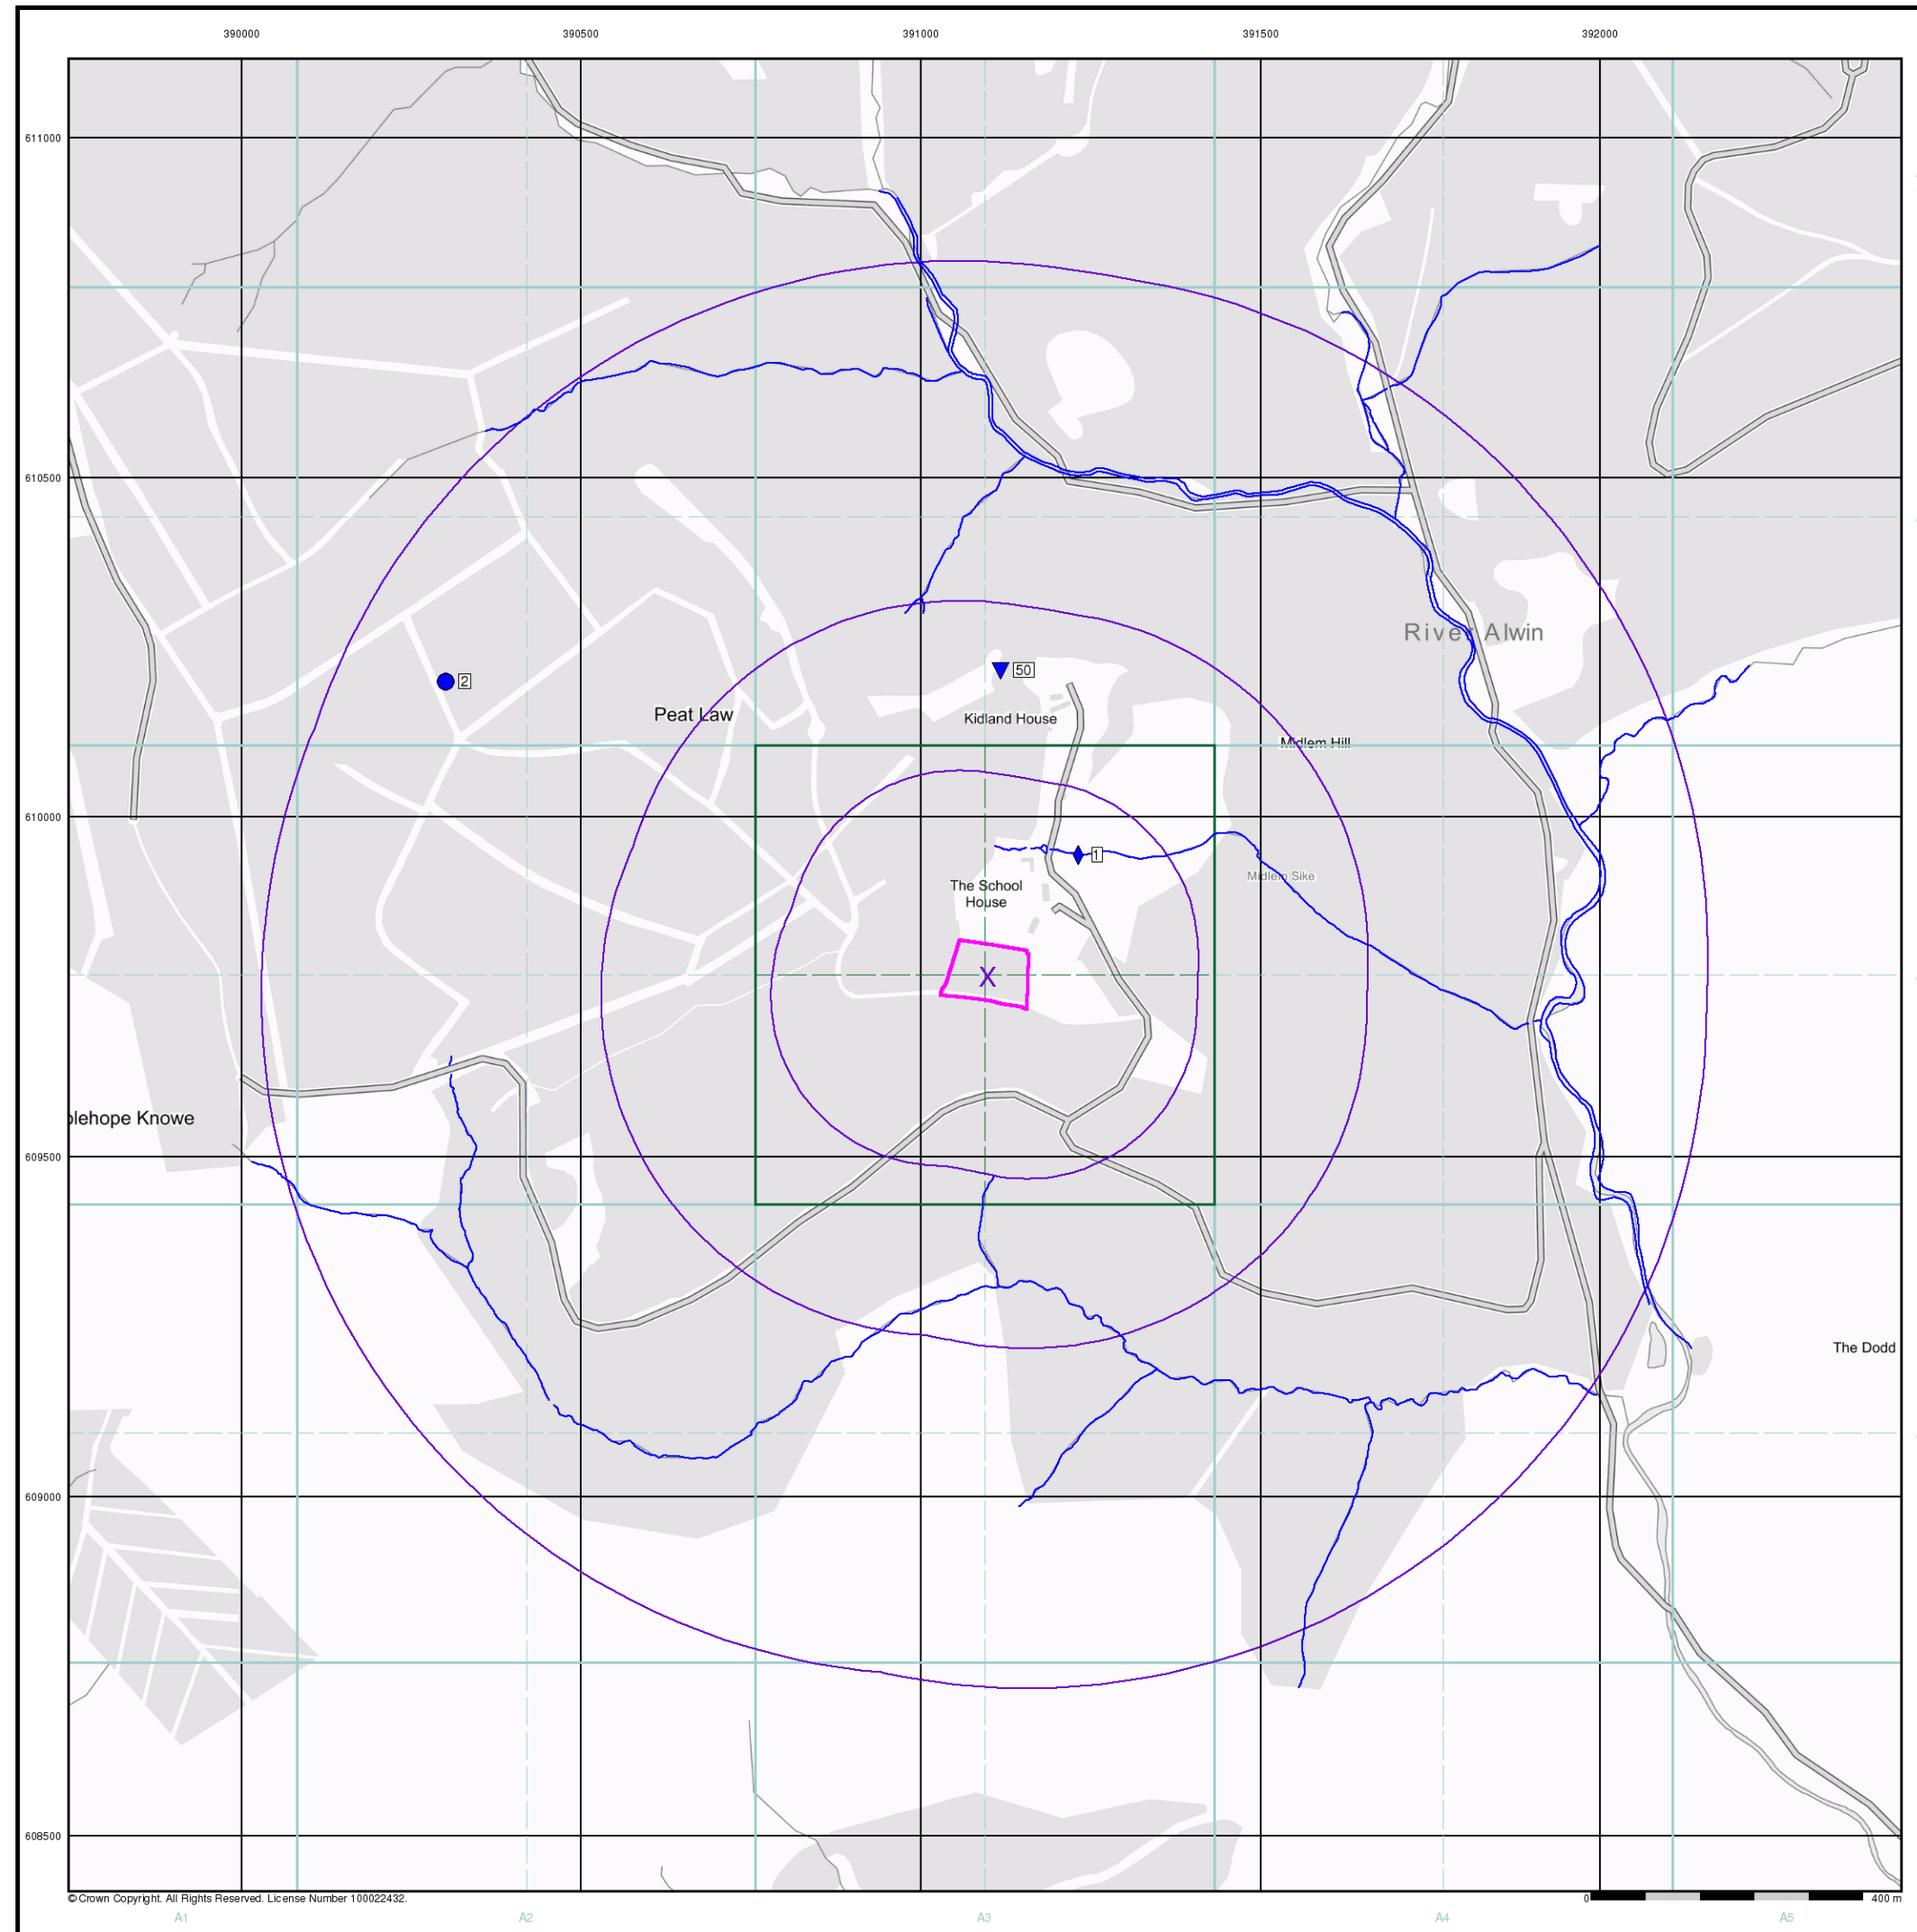 390000 390500 391000 391500 392000
611000
610500
River Alwin
50
2
Peat Law
Kidland House
Midlem Hill
610000
1
Midlem Sike
The School
House
X
olehope Knowe
609500
The Dodd
609000
608500
© Crown Copyright. All Rights Reserved. License Number 100022432.
0 400 m
A1 A2 A3 A4 A5